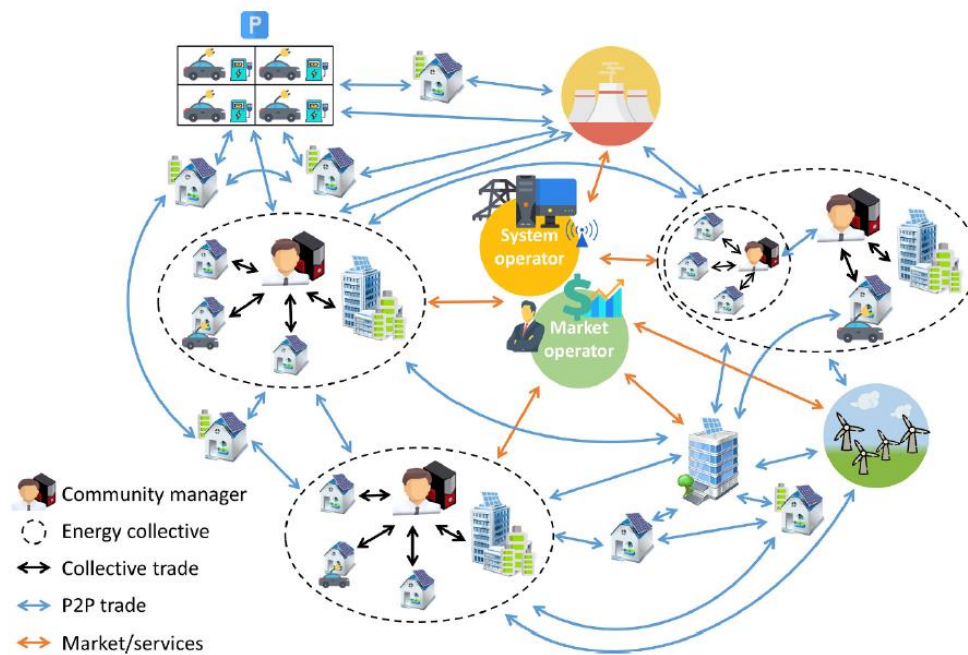 P
System
operator
Market
operator
Community manager
Energy collective
Collective trade
P2P trade
Market/services